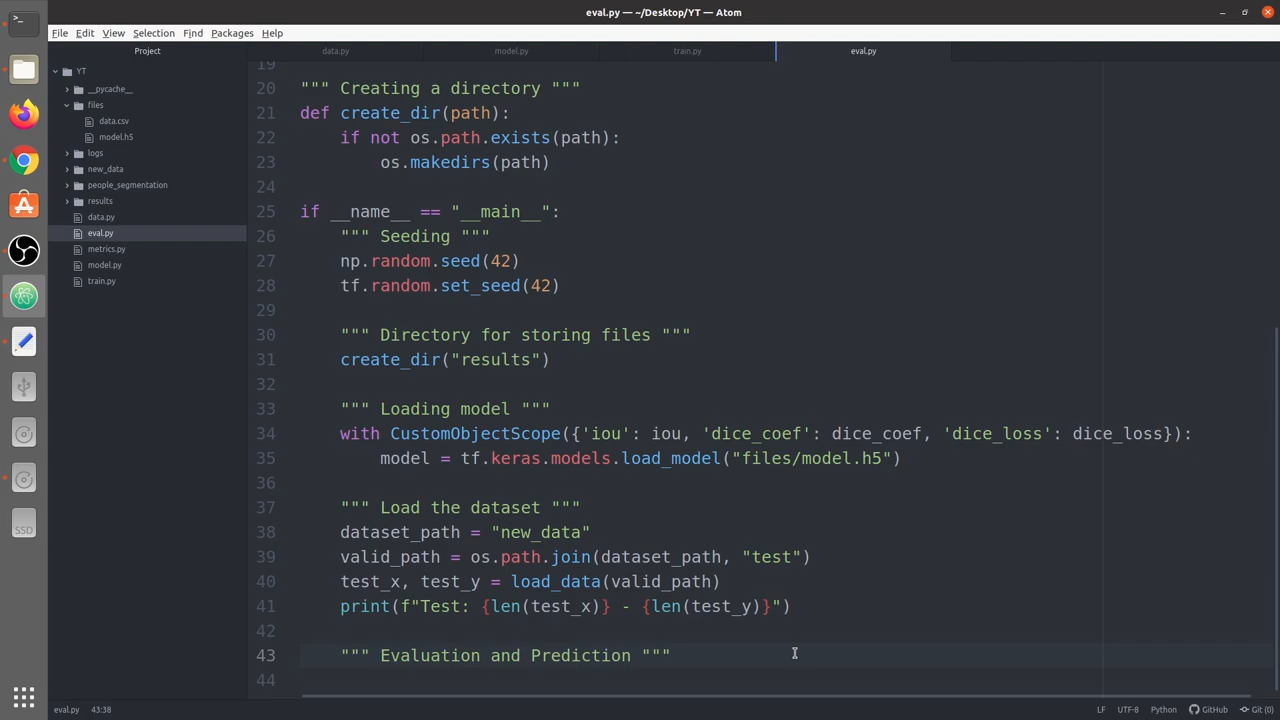 eval.py — ~/Desktop/YT — Atom
File Edit View Selection Find Packages Help
Project
data.py
model.py
train.py
eval.py
YT
__pycache__
files
data.csv
model.h5
logs
new_data
people_segmentation
results
data.py
eval.py
metrics.py
model.py
train.py
19
20 """ Creating a directory """
21 def create_dir(path):
22 if not os.path.exists(path):
23 os.makedirs(path)
24
25 if __name__ == "__main__":
26 """ Seeding """
27 np.random.seed(42)
28 tf.random.set_seed(42)
29
30 """ Directory for storing files """
31 create_dir("results")
32
33 """ Loading model """
34 with CustomObjectScope({'iou': iou, 'dice_coef': dice_coef, 'dice_loss': dice_loss}):
35 model = tf.keras.models.load_model("files/model.h5")
36
37 """ Load the dataset """
38 dataset_path = "new_data"
39 valid_path = os.path.join(dataset_path, "test")
40 test_x, test_y = load_data(valid_path)
41 print(f"Test: {len(test_x)} - {len(test_y)}")
42
43 """ Evaluation and Prediction """
44
SSD
eval.py 43:38
LF UTF-8 Python GitHub Git (0)